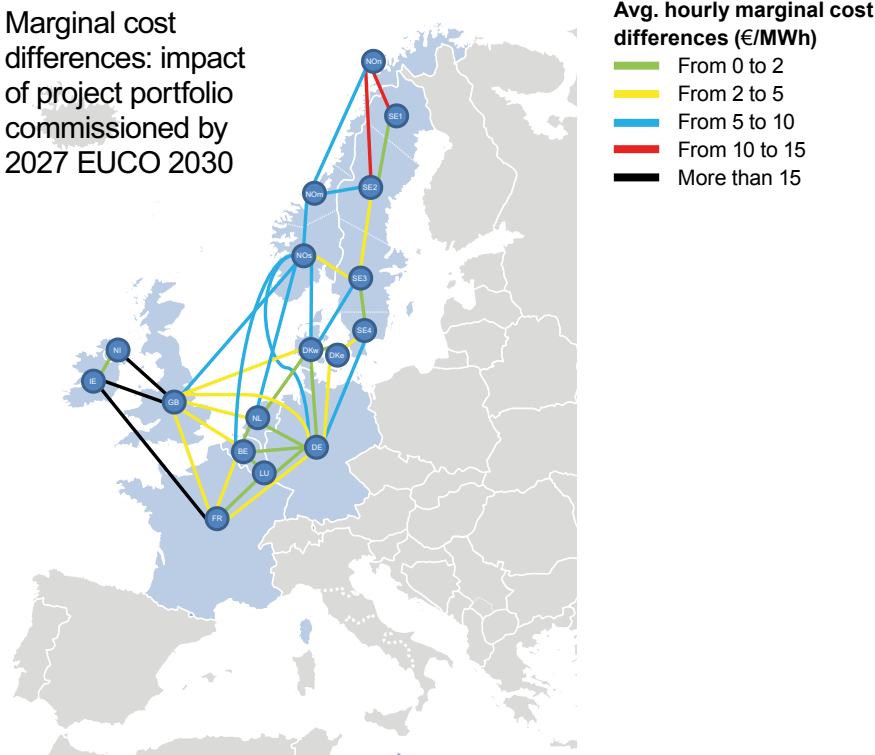 Marginal cost
differences: impact
of project portfolio
commissioned by
2027 EUCO 2030
Avg. hourly marginal cost
differences (€/MWh)
From 0 to 2
From 2 to 5
From 5 to 10
From 10 to 15
More than 15
NOn
SE1
SE2
NOm
NOs
SE3
SE4
NI
DKw
DKe
IE
GB
NL
DE
BE
LU
FR